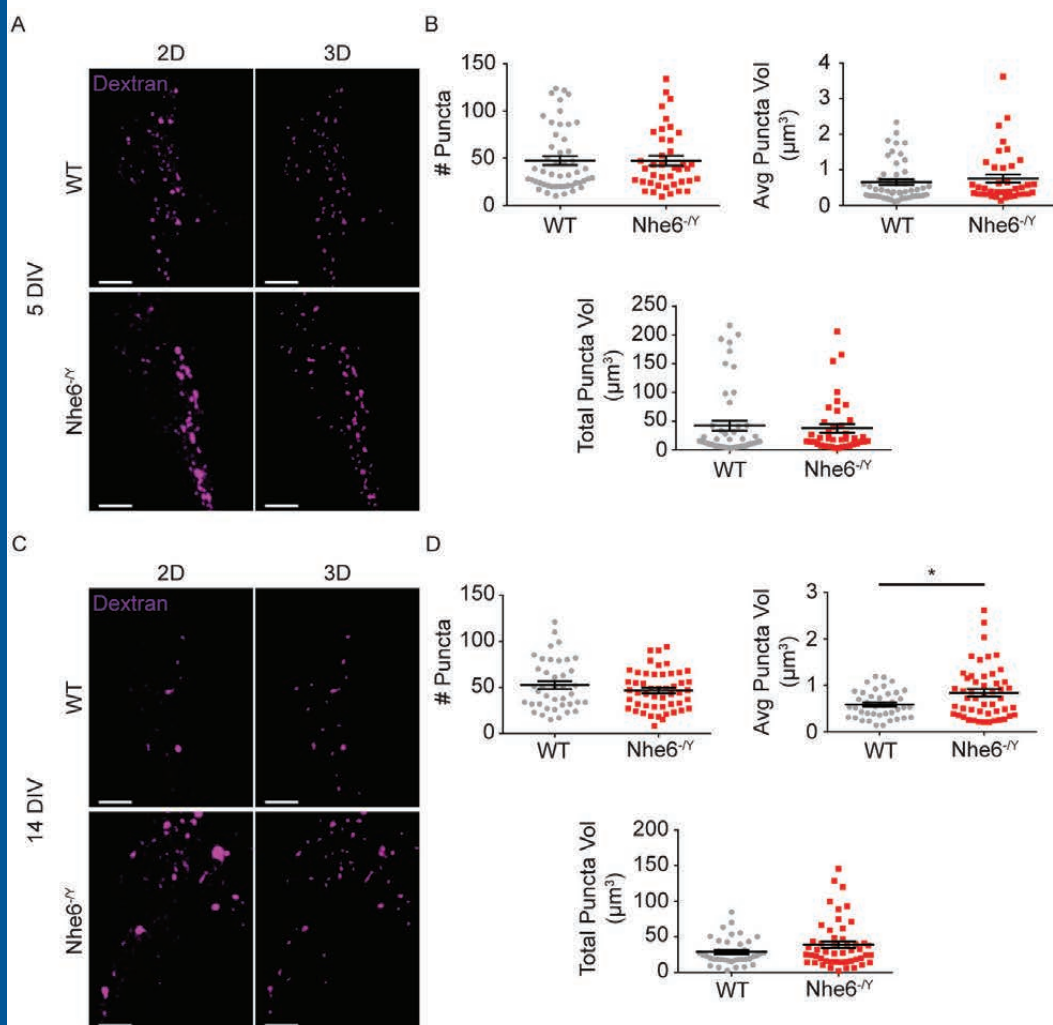 A
2D 3D
Dextran
WT
Nhe6-/Y
5 DIV
B
# Puncta
150
100
50
0
WT Nhe6-/Y
Avg Puncta Vol
(µm³)
4
3
2
1
0
WT Nhe6-/Y
Total Puncta Vol
(µm³)
250
200
150
100
50
0
WT Nhe6-/Y
C
2D 3D
Dextran
WT
Nhe6-/Y
14 DIV
D
# Puncta
150
100
50
0
WT Nhe6-/Y
Avg Puncta Vol
(µm³)
3
2
1
0
*
WT Nhe6-/Y
Total Puncta Vol
(µm³)
200
150
100
50
0
WT Nhe6-/Y